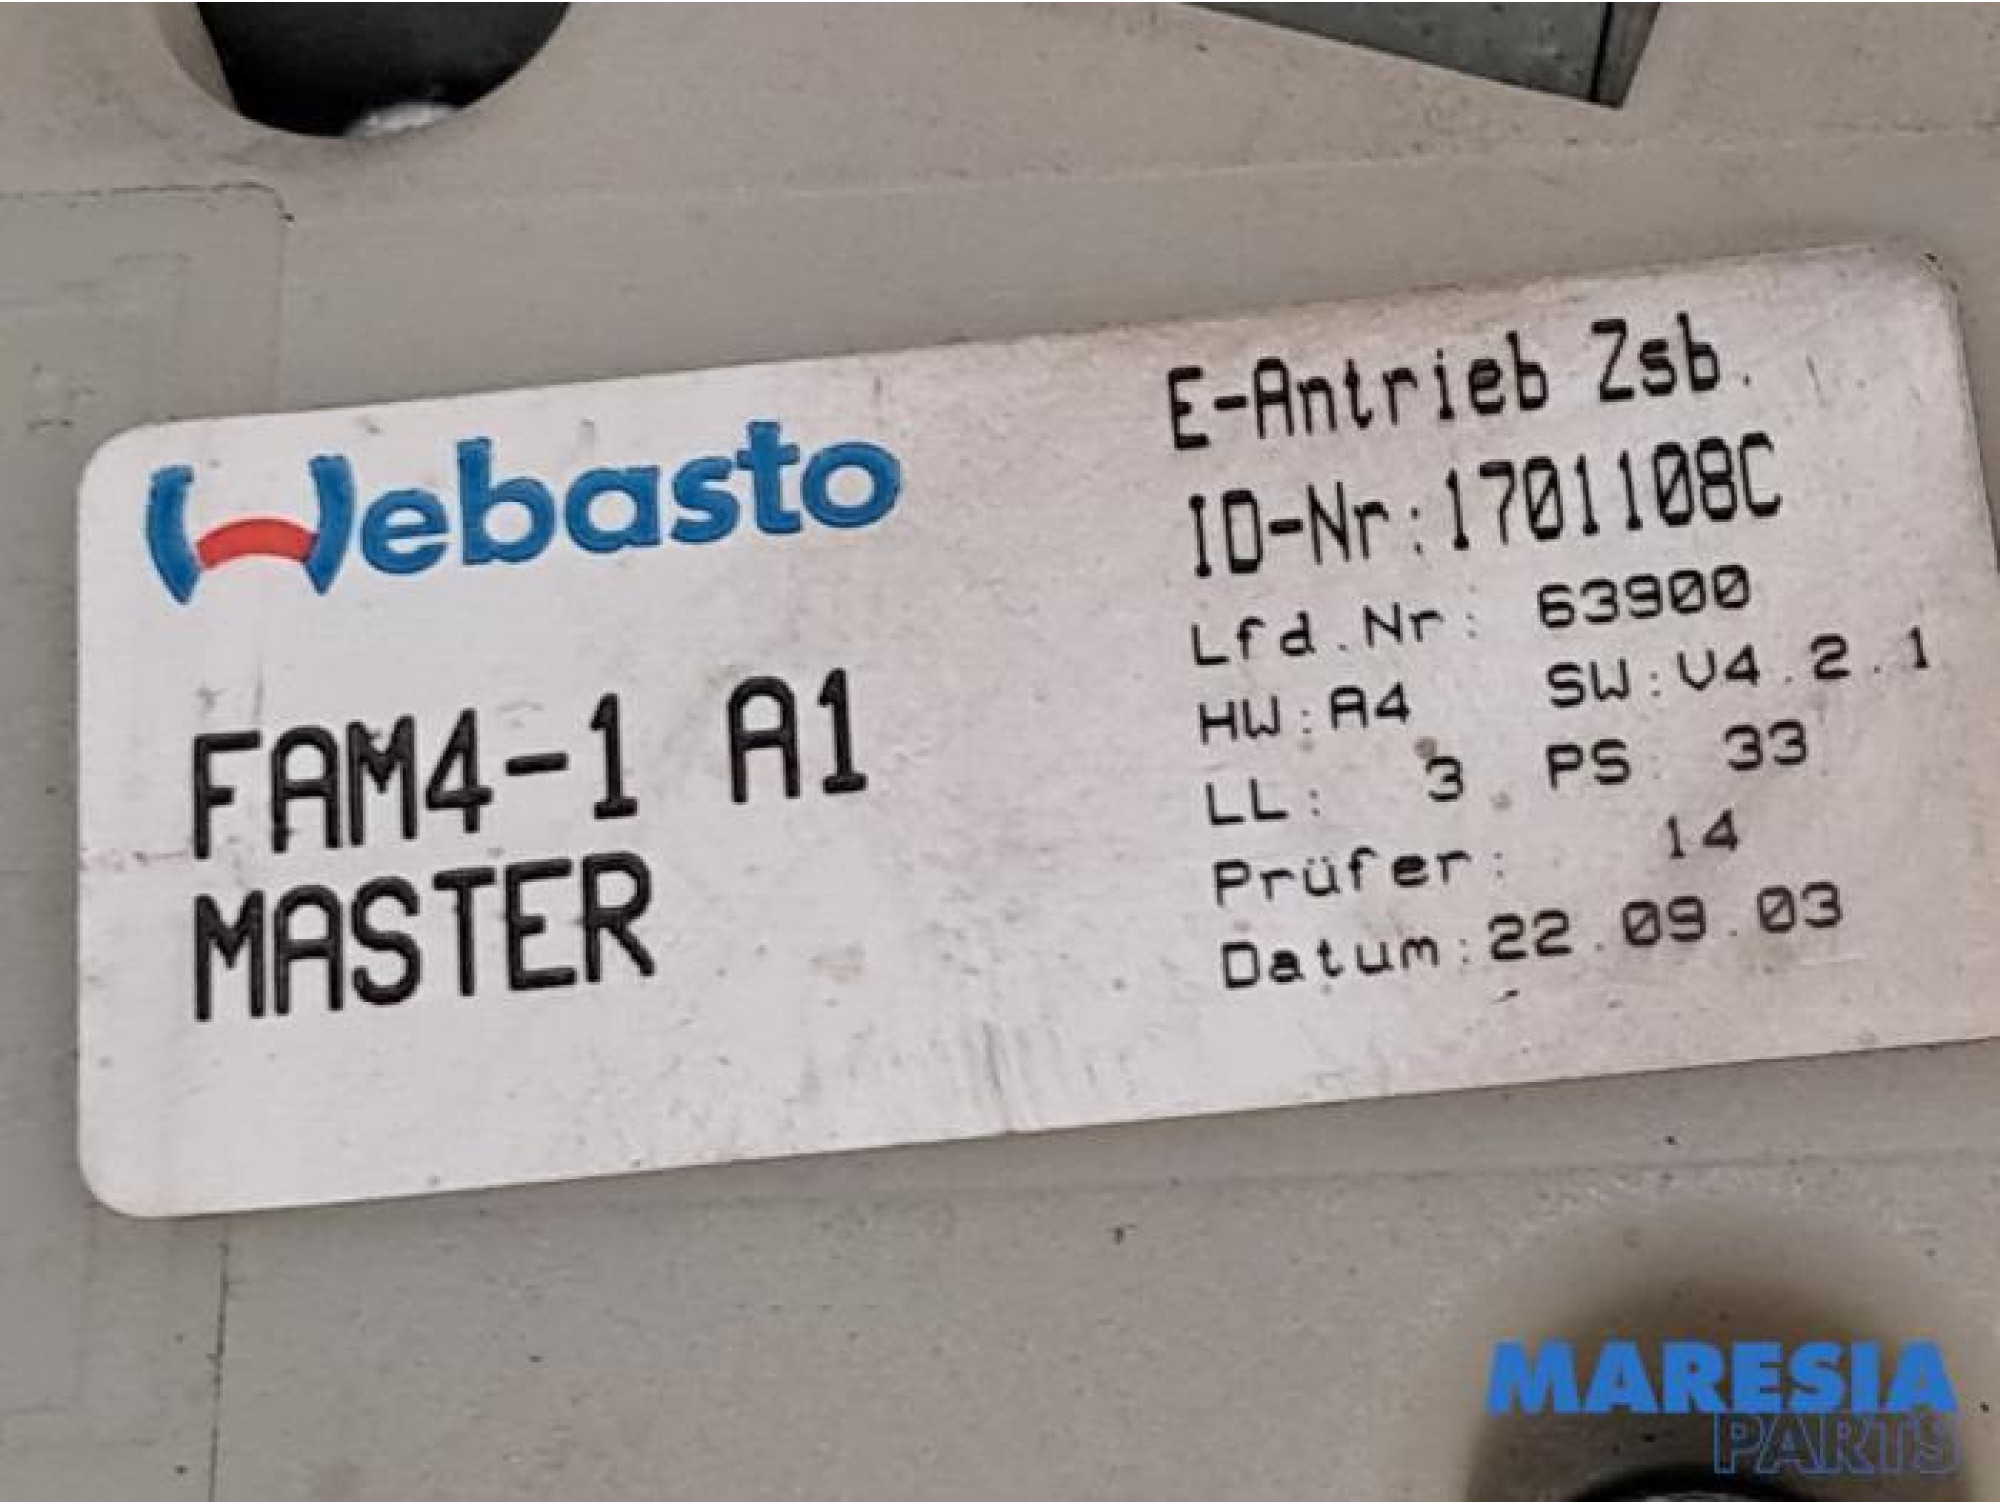 Webasto
FAM4-1 A1
MASTER
E-Antrieb Zsb.
ID-Nr:1701108C
Lfd.Nr: 63900
HW:A4 SW:V4.2.1
LL: 3 PS: 33
Prüfer: 14
Datum:22.09.03
MARESIA
PARTS